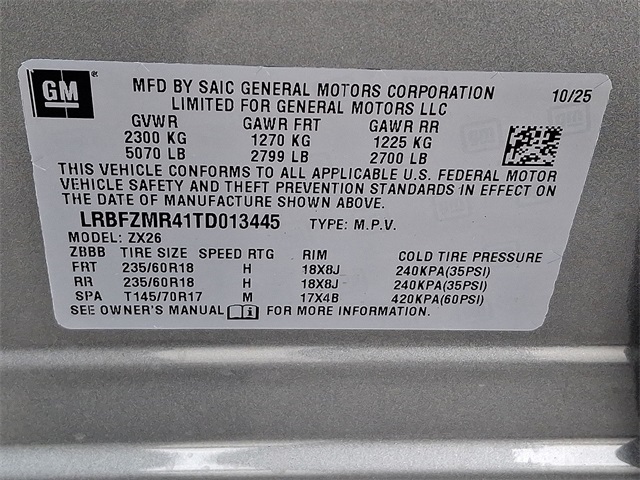 GM
MFD BY SAIC GENERAL MOTORS CORPORATION
LIMITED FOR GENERAL MOTORS LLC
10/25
GVWR GAWR FRT GAWR RR
2300 KG 1270 KG 1225 KG
5070 LB 2799 LB 2700 LB
THIS VEHICLE CONFORMS TO ALL APPLICABLE U.S. FEDERAL MOTOR
VEHICLE SAFETY AND THEFT PREVENTION STANDARDS IN EFFECT ON
THE DATE OF MANUFACTURE SHOWN ABOVE.
LRBFZMR41TD013445 TYPE: M.P.V.
MODEL: ZX26
ZBBB TIRE SIZE SPEED RTG RIM COLD TIRE PRESSURE
FRT 235/60R18 H 18X8J 240KPA(35PSI)
RR 235/60R18 H 18X8J 240KPA(35PSI)
SPA T145/70R17 M 17X4B 420KPA(60PSI)
SEE OWNER'S MANUAL FOR MORE INFORMATION.